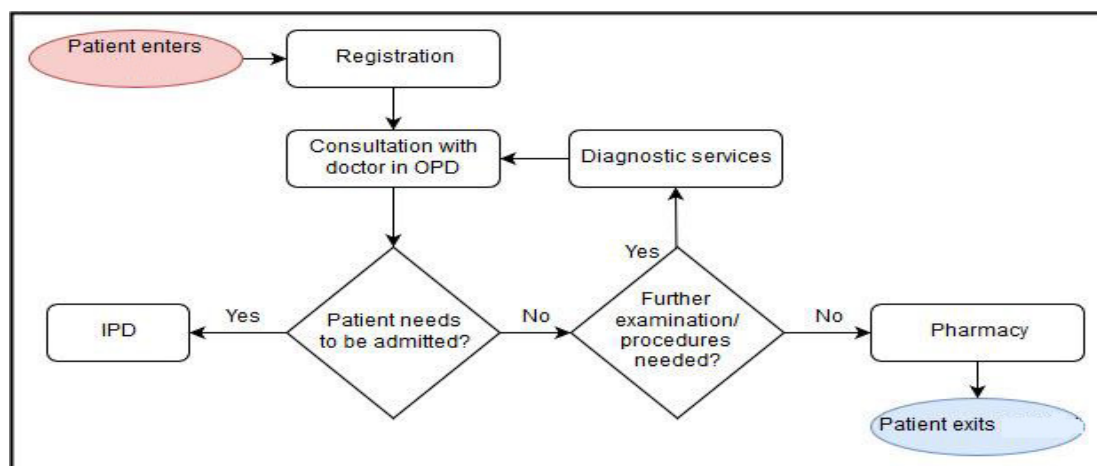 Patient enters
Registration
Consultation with
doctor in OPD
Diagnostic services
Yes
Further
examination/
procedures
needed?
IPD
Yes
Patient needs
to be admitted?
No
No
Pharmacy
Patient exits